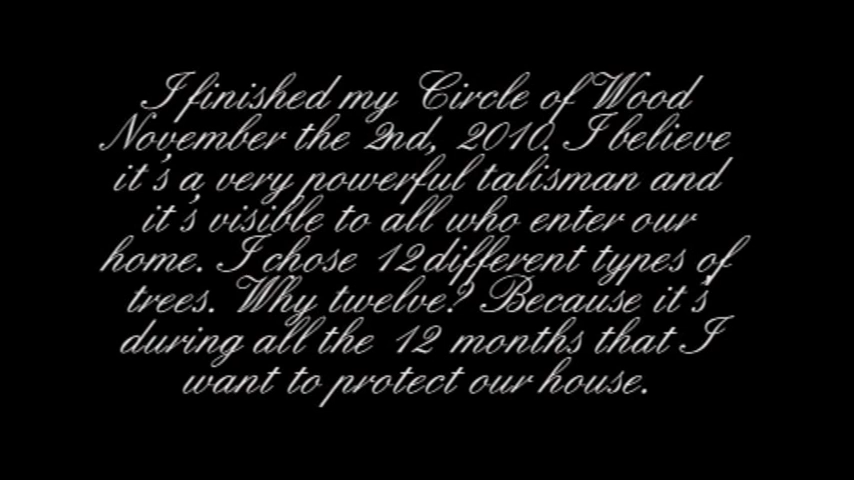 I finished my Circle of Wood
November the 2nd, 2010. I believe
it's a very powerful talisman and
it's visible to all who enter our
home. I chose 12different types of
trees. Why twelve? Because it's
during all the 12 months that I
want to protect our house.